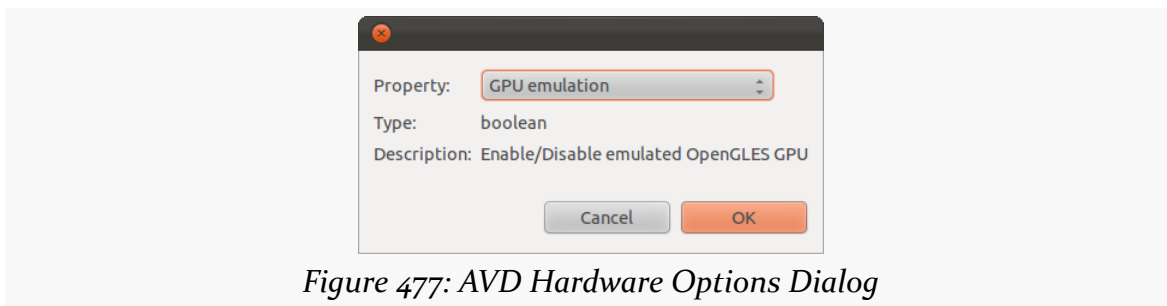 Property: GPU emulation
Type: boolean
Description: Enable/Disable emulated OpenGLES GPU
Cancel OK
Figure 477: AVD Hardware Options Dialog